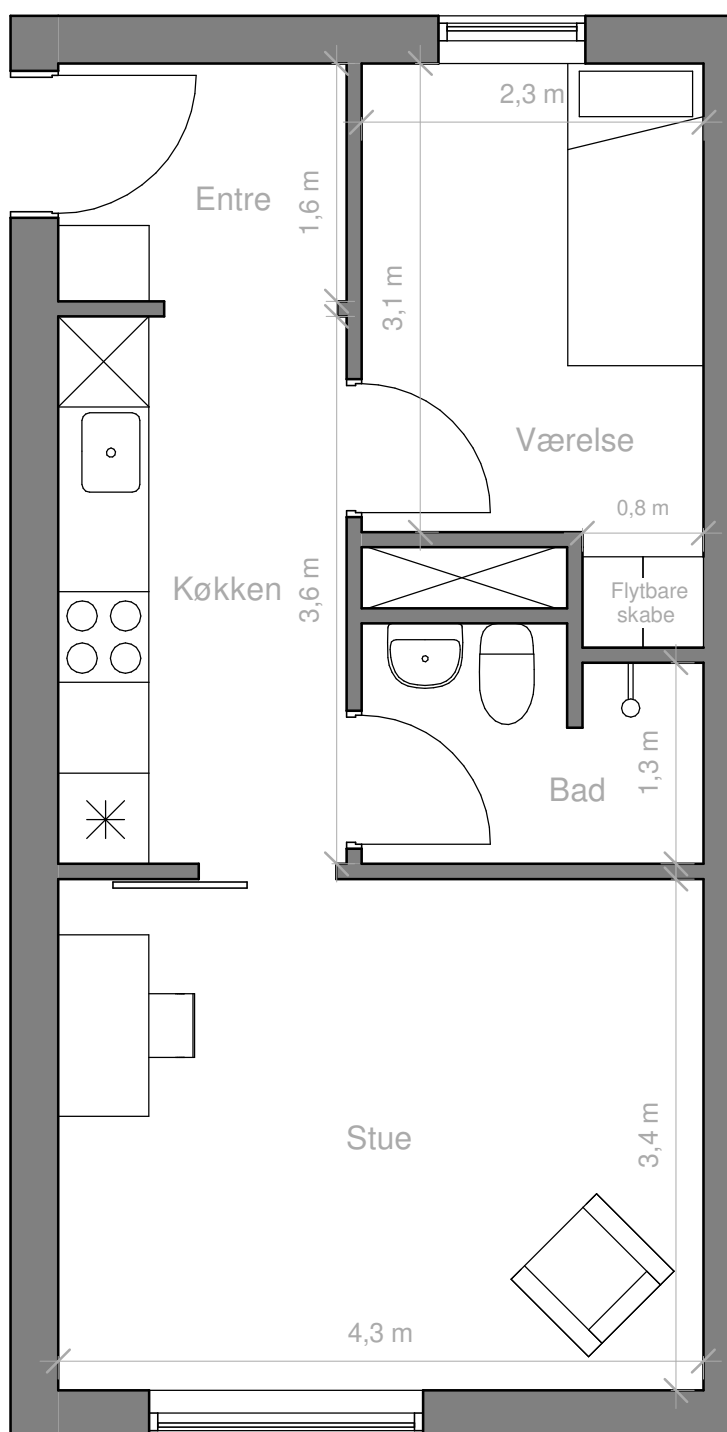 2,3 m
Entre
1,6 m
3,1 m
Værelse
0,8 m
Køkken
3,6 m
Flytbare
skabe
Bad
1,3 m
Stue
3,4 m
4,3 m